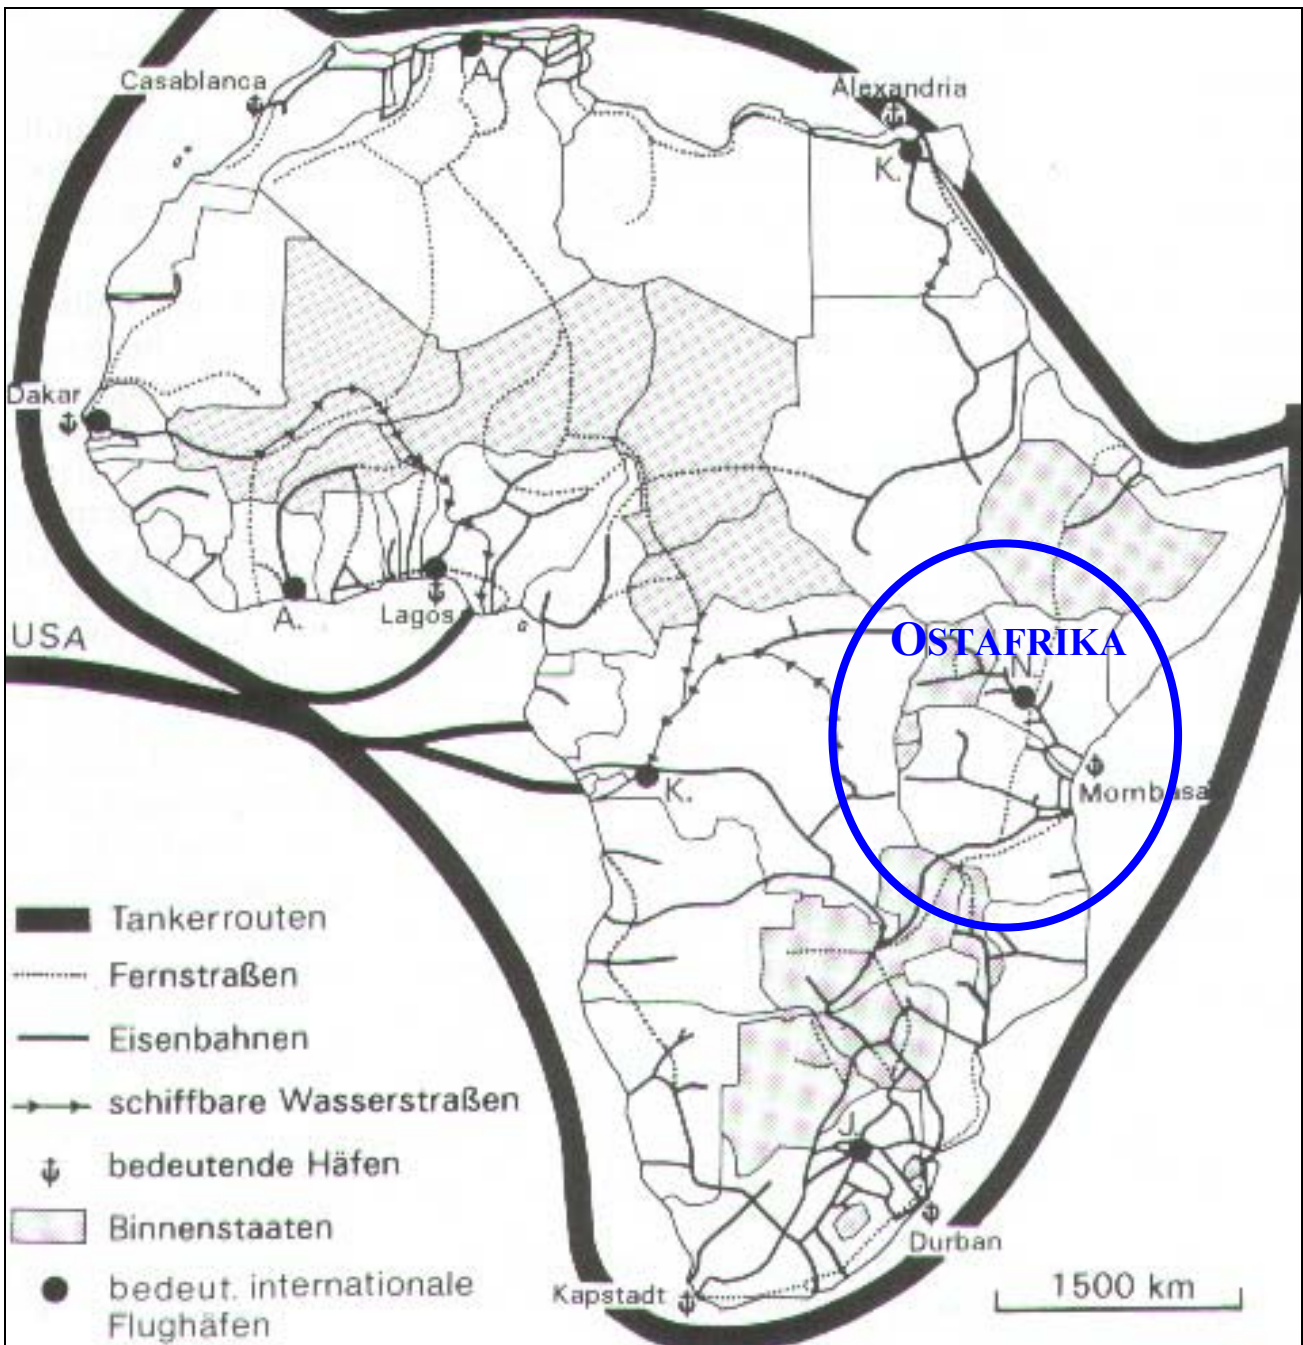 Casablanca
A.
Alexandria
K.
Dakar
A.
Lagos
USA
OSTAFRIKA
N.
K.
Mombasa
Tankerrouten
Fernstraßen
Eisenbahnen
schiffbare Wasserstraßen
bedeutende Häfen
Binnenstaaten
bedeut. internationale
Flughäfen
J.
Durban
Kapstadt
1500 km